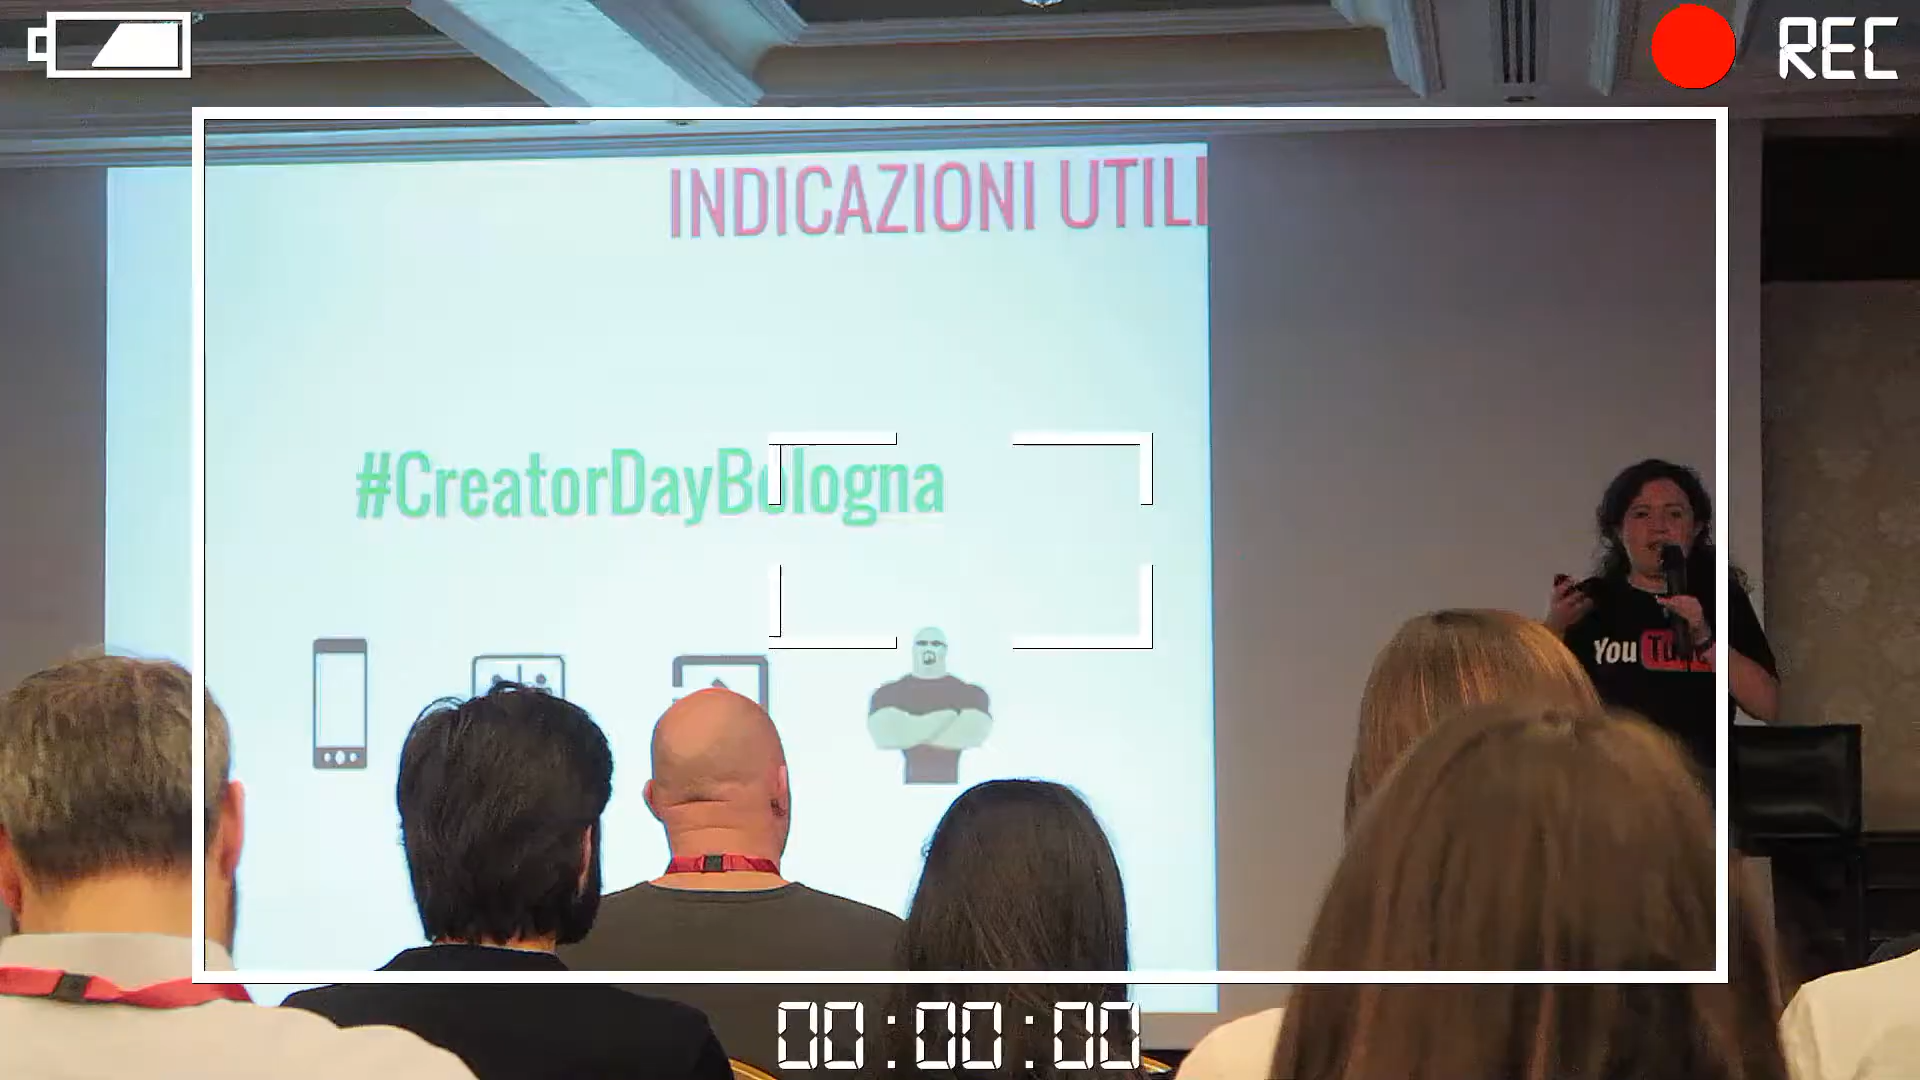 REC
INDICAZIONI UTILI
#CreatorDayBologna
YouTube
00:00:00